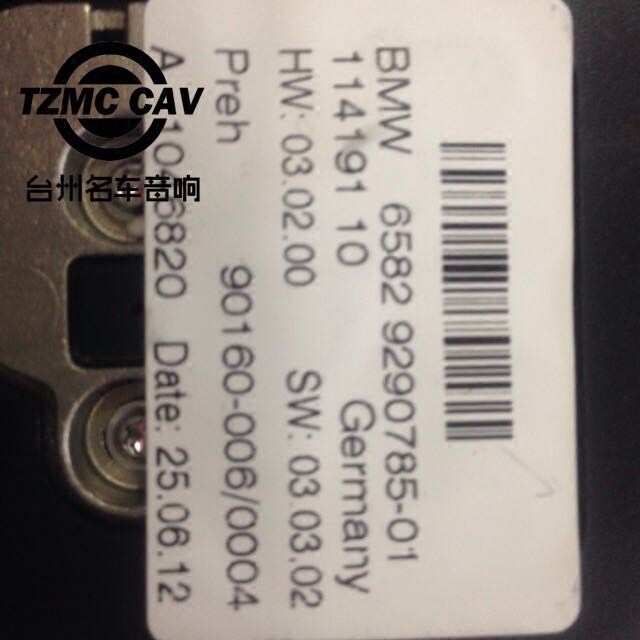 BMW 6582 9290785-01
114191 10 Germany
HW: 03.02.00 SW: 03.03.02
Preh 90160-006/0004
Date: 25.06.12
TZMC CAV
台州名车音响